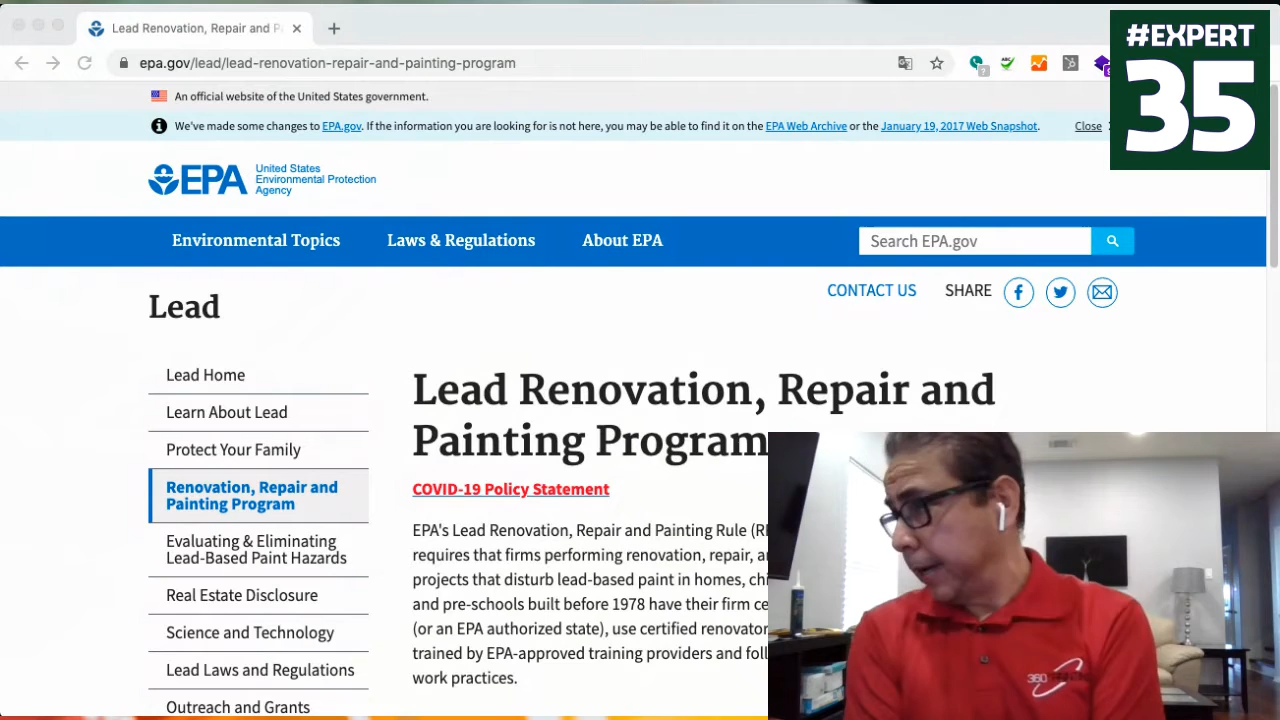 Lead Renovation, Repair and P
#EXPERT
35
epa.gov/lead/lead-renovation-repair-and-painting-program
An official website of the United States government.
We've made some changes to EPA.gov. If the information you are looking for is not here, you may be able to find it on the EPA Web Archive or the January 19, 2017 Web Snapshot.
Close
EPA
United States
Environmental Protection
Agency
Environmental Topics
Laws & Regulations
About EPA
Search EPA.gov
CONTACT US
SHARE
Lead
Lead Home
Learn About Lead
Protect Your Family
Renovation, Repair and
Painting Program
Evaluating & Eliminating
Lead-Based Paint Hazards
Real Estate Disclosure
Science and Technology
Lead Laws and Regulations
Outreach and Grants
Lead Renovation, Repair and
Painting Program
COVID-19 Policy Statement
EPA's Lead Renovation, Repair and Painting Rule (R
requires that firms performing renovation, repair, a
projects that disturb lead-based paint in homes, chi
and pre-schools built before 1978 have their firm ce
(or an EPA authorized state), use certified renovator
trained by EPA-approved training providers and foll
work practices.
360